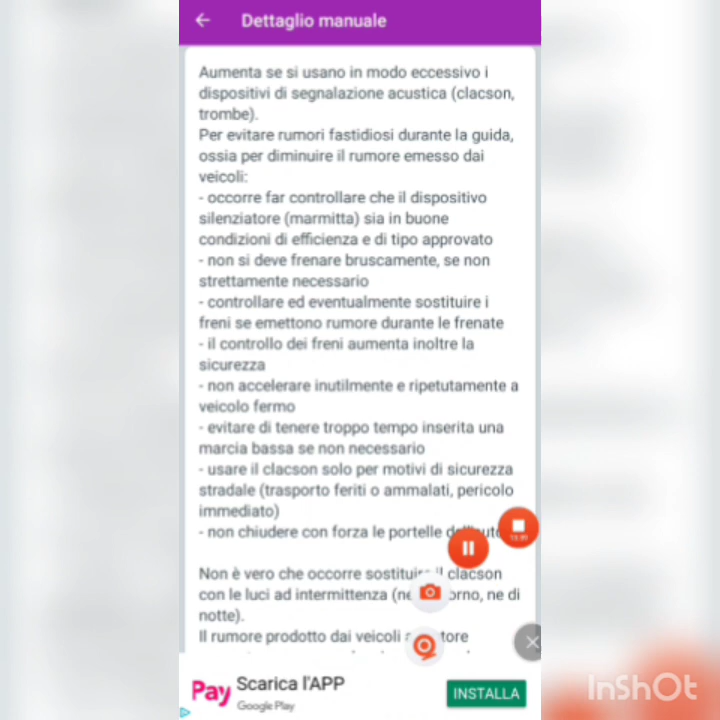 Dettaglio manuale
Aumenta se si usano in modo eccessivo i
dispositivi di segnalazione acustica (clacson,
trombe).
Per evitare rumori fastidiosi durante la guida,
ossia per diminuire il rumore emesso dai
veicoli:
- occorre far controllare che il dispositivo
silenziatore (marmitta) sia in buone
condizioni di efficienza e di tipo approvato
- non si deve frenare bruscamente, se non
strettamente necessario
- controllare ed eventualmente sostituire i
freni se emettono rumore durante le frenate
- il controllo dei freni aumenta inoltre la
sicurezza
- non accelerare inutilmente e ripetutamente a
veicolo fermo
- evitare di tenere troppo tempo inserita una
marcia bassa se non necessario
- usare il clacson solo per motivi di sicurezza
stradale (trasporto feriti o ammalati, pericolo
immediato)
- non chiudere con forza le portelle
Non è vero che occorre sostituire il clacson
con le luci ad intermittenza ne di
notte).
Il rumore prodotto dai veicoli
Pay Scarica l'APP
Google Play
INSTALLA
InShOt